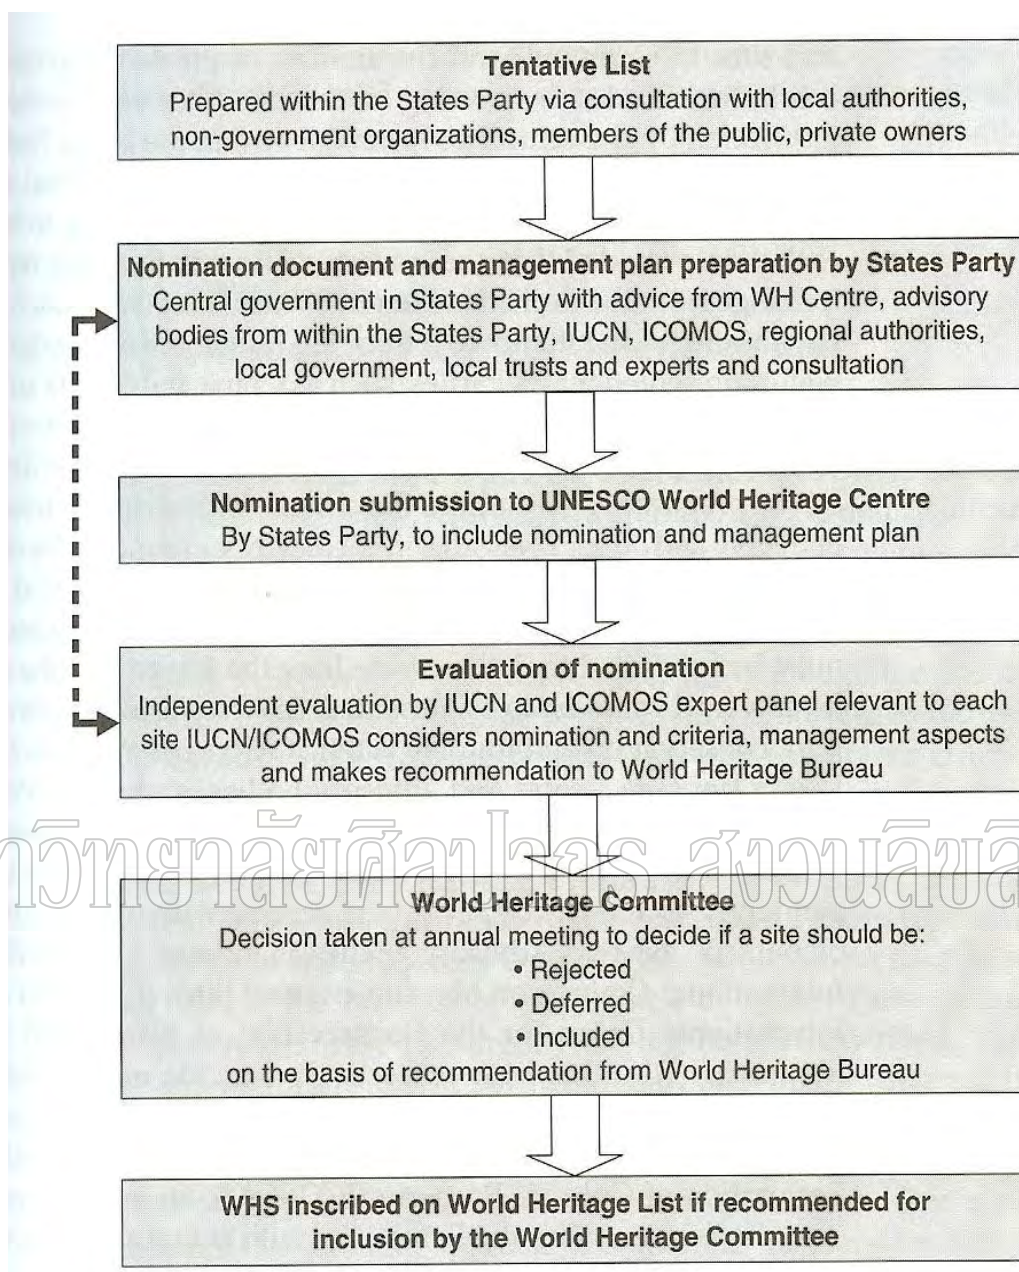 Tentative List
Prepared within the States Party via consultation with local authorities,
non-government organizations, members of the public, private owners
Nomination document and management plan preparation by States Party
Central government in States Party with advice from WH Centre, advisory
bodies from within the States Party, IUCN, ICOMOS, regional authorities,
local government, local trusts and experts and consultation
Nomination submission to UNESCO World Heritage Centre
By States Party, to include nomination and management plan
Evaluation of nomination
Independent evaluation by IUCN and ICOMOS expert panel relevant to each
site IUCN/ICOMOS considers nomination and criteria, management aspects
and makes recommendation to World Heritage Bureau
World Heritage Committee
Decision taken at annual meeting to decide if a site should be:
• Rejected
• Deferred
• Included
on the basis of recommendation from World Heritage Bureau
WHS inscribed on World Heritage List if recommended for
inclusion by the World Heritage Committee